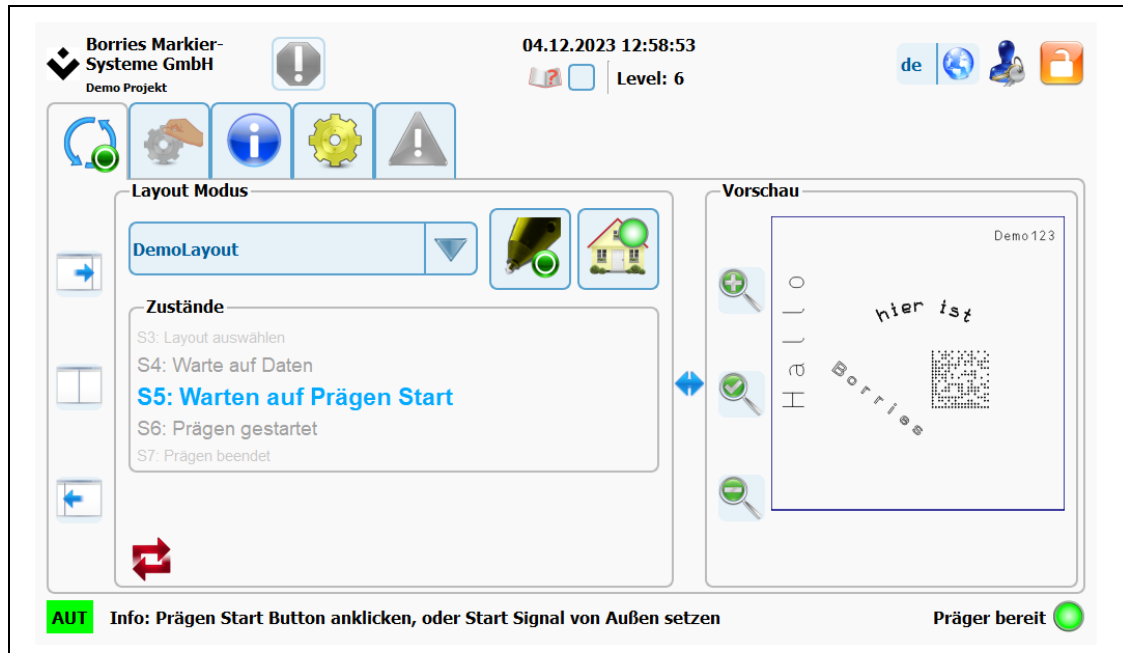 Borries Markier-
Systeme GmbH
Demo Projekt
04.12.2023 12:58:53
Level: 6
de
Layout Modus
DemoLayout
Zustände
S3: Layout auswählen
S4: Warte auf Daten
S5: Warten auf Prägen Start
S6: Prägen gestartet
S7: Prägen beendet
Vorschau
Demo123
Hallo
hier ist
Borries
AUT
Info: Prägen Start Button anklicken, oder Start Signal von Außen setzen
Präger bereit